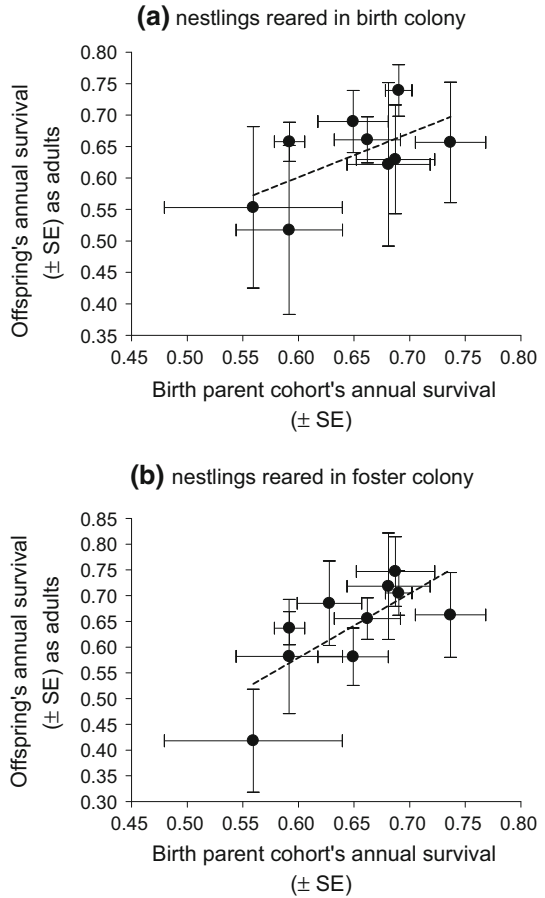 (a) nestlings reared in birth colony
0.80
0.75
0.70
0.65
0.60
0.55
0.50
0.45
0.40
0.35
Offspring's annual survival
(± SE) as adults
0.45 0.50 0.55 0.60 0.65 0.70 0.75 0.80
Birth parent cohort's annual survival
(± SE)
(b) nestlings reared in foster colony
0.85
0.80
0.75
0.70
0.65
0.60
0.55
0.50
0.45
0.40
0.35
0.30
Offspring's annual survival
(± SE) as adults
0.45 0.50 0.55 0.60 0.65 0.70 0.75 0.80
Birth parent cohort's annual survival
(± SE)